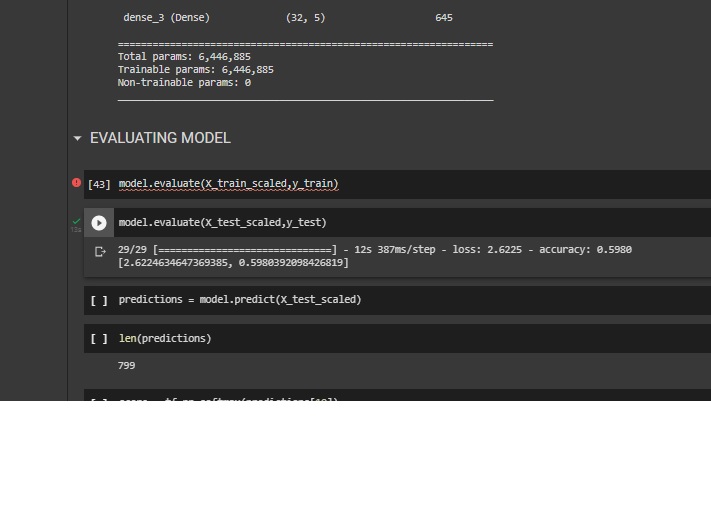 dense_3 (Dense) (32, 5) 645
=================================================================
Total params: 6,446,885
Trainable params: 6,446,885
Non-trainable params: 0
_________________________________________________________________
EVALUATING MODEL
[43] model.evaluate(X_train_scaled,y_train)
model.evaluate(X_test_scaled,y_test)
13s
29/29 [==============================] - 12s 387ms/step - loss: 2.6225 - accuracy: 0.5980
[2.6224634647369385, 0.5980392098426819]
[ ] predictions = model.predict(X_test_scaled)
[ ] len(predictions)
799